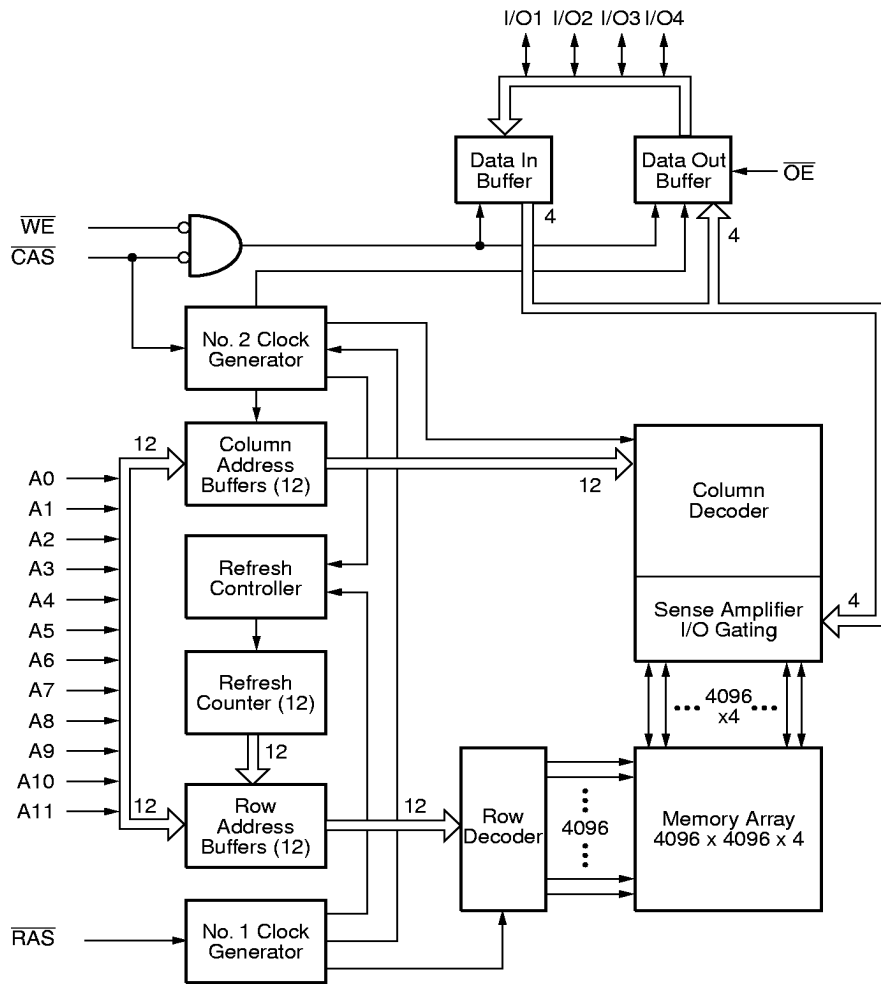 I/O1 I/O2 I/O3 I/O4
Data In
Buffer
Data Out
Buffer
OE
4
4
WE
CAS
No. 2 Clock
Generator
12
Column
Address
Buffers (12)
12
Column
Decoder
A0
A1
A2
A3
A4
A5
A6
A7
A8
A9
A10
A11
Refresh
Controller
Sense Amplifier
I/O Gating
4
Refresh
Counter (12)
12
4096
x4
12
Row
Address
Buffers (12)
12
Row
Decoder
4096
Memory Array
4096 x 4096 x 4
RAS
No. 1 Clock
Generator